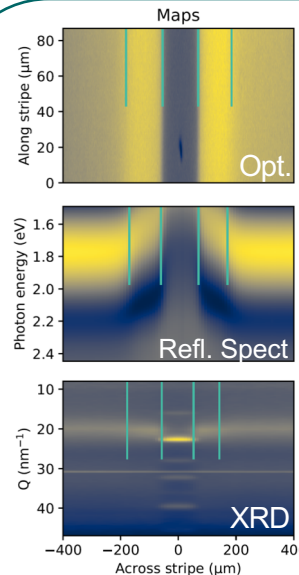 Maps
80
60
40
20
0
Along stripe (μm)
Opt.
1.6
1.8
2.0
2.2
2.4
Photon energy (eV)
Refl. Spect
10
20
30
40
Q (nm⁻¹)
XRD
−400 −200 0 200 400
Across stripe (μm)